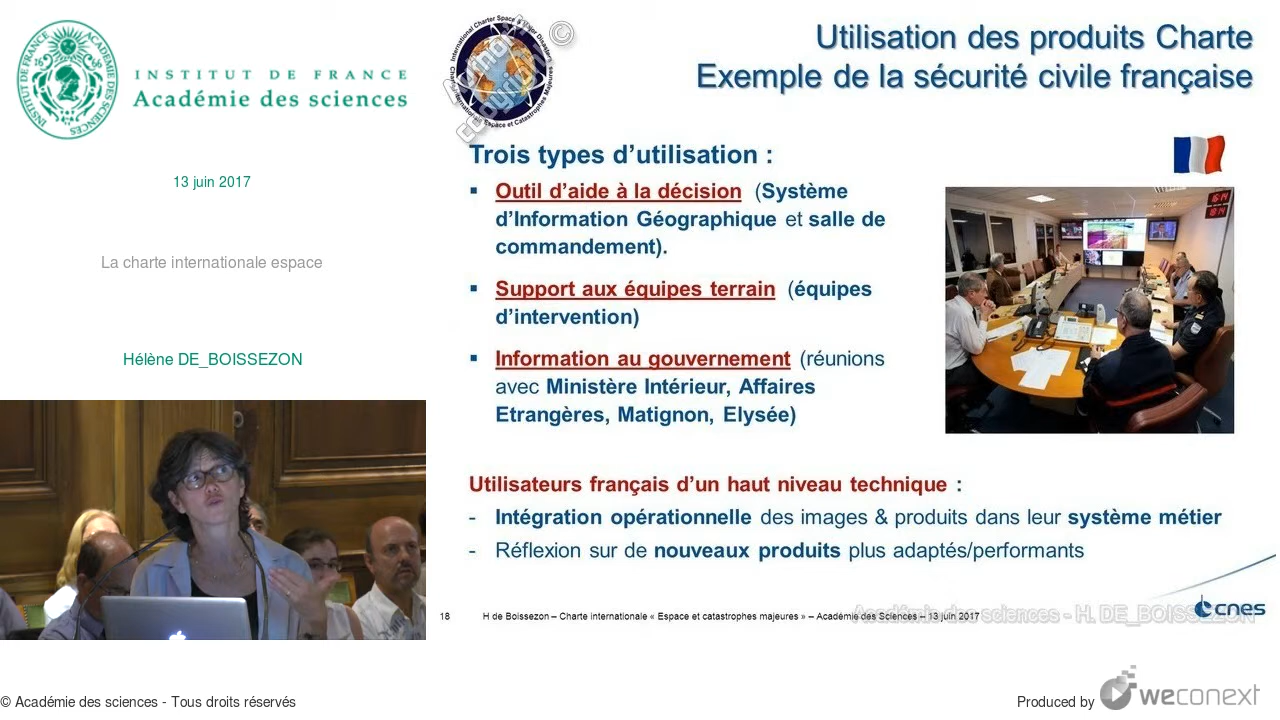 INSTITUT DE FRANCE
Académie des sciences
13 juin 2017
La charte internationale espace
Hélène DE_BOISSEZON
Utilisation des produits Charte
Exemple de la sécurité civile française
Trois types d’utilisation :
▪ Outil d’aide à la décision (Système
d’Information Géographique et salle de
commandement).
▪ Support aux équipes terrain (équipes
d’intervention)
▪ Information au gouvernement (réunions
avec Ministère Intérieur, Affaires
Etrangères, Matignon, Elysée)
Utilisateurs français d’un haut niveau technique :
- Intégration opérationnelle des images & produits dans leur système métier
- Réflexion sur de nouveaux produits plus adaptés/performants
18 H de Boissezon – Charte internationale « Espace et catastrophes majeures » – Académie des Sciences – 13 juin 2017
Académie des sciences - H. DE_BOISSEZON
cnes
© Académie des sciences - Tous droits réservés
Produced by weconext